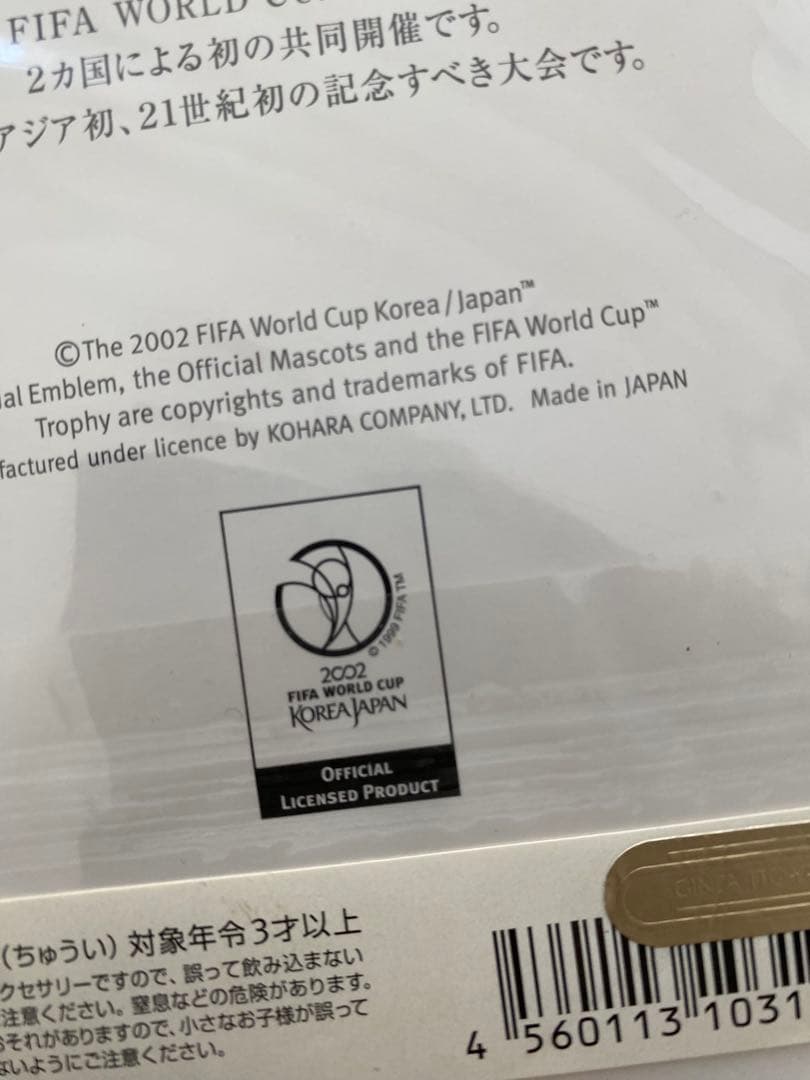 FIFA WORLD
2カ国による初の共同開催です。
アジア初、21世紀初の記念すべき大会です。
©The 2002 FIFA World Cup Korea/Japan™
Emblem, the Official Mascots and the FIFA World Cup™
Trophy are copyrights and trademarks of FIFA.
factured under licence by KOHARA COMPANY, LTD. Made in JAPAN
© 1999 FIFA TM
2002
FIFA WORLD CUP
KOREA JAPAN
OFFICIAL
LICENSED PRODUCT
(ちゅうい) 対象年令3才以上
クセサリーですので、誤って飲み込まない
注意ください。窒息などの危険があります。
おそれがありますので、小さなお子様が誤って
ないようにご注意ください。
4 560113 1031